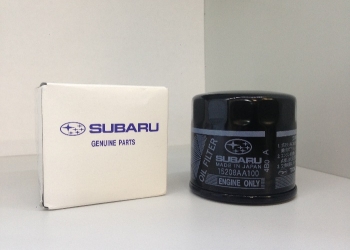 SUBARU
GENUINE PARTS
OIL FILTER
SUBARU
MADE IN JAPAN
15208AA100
ENGINE ONLY